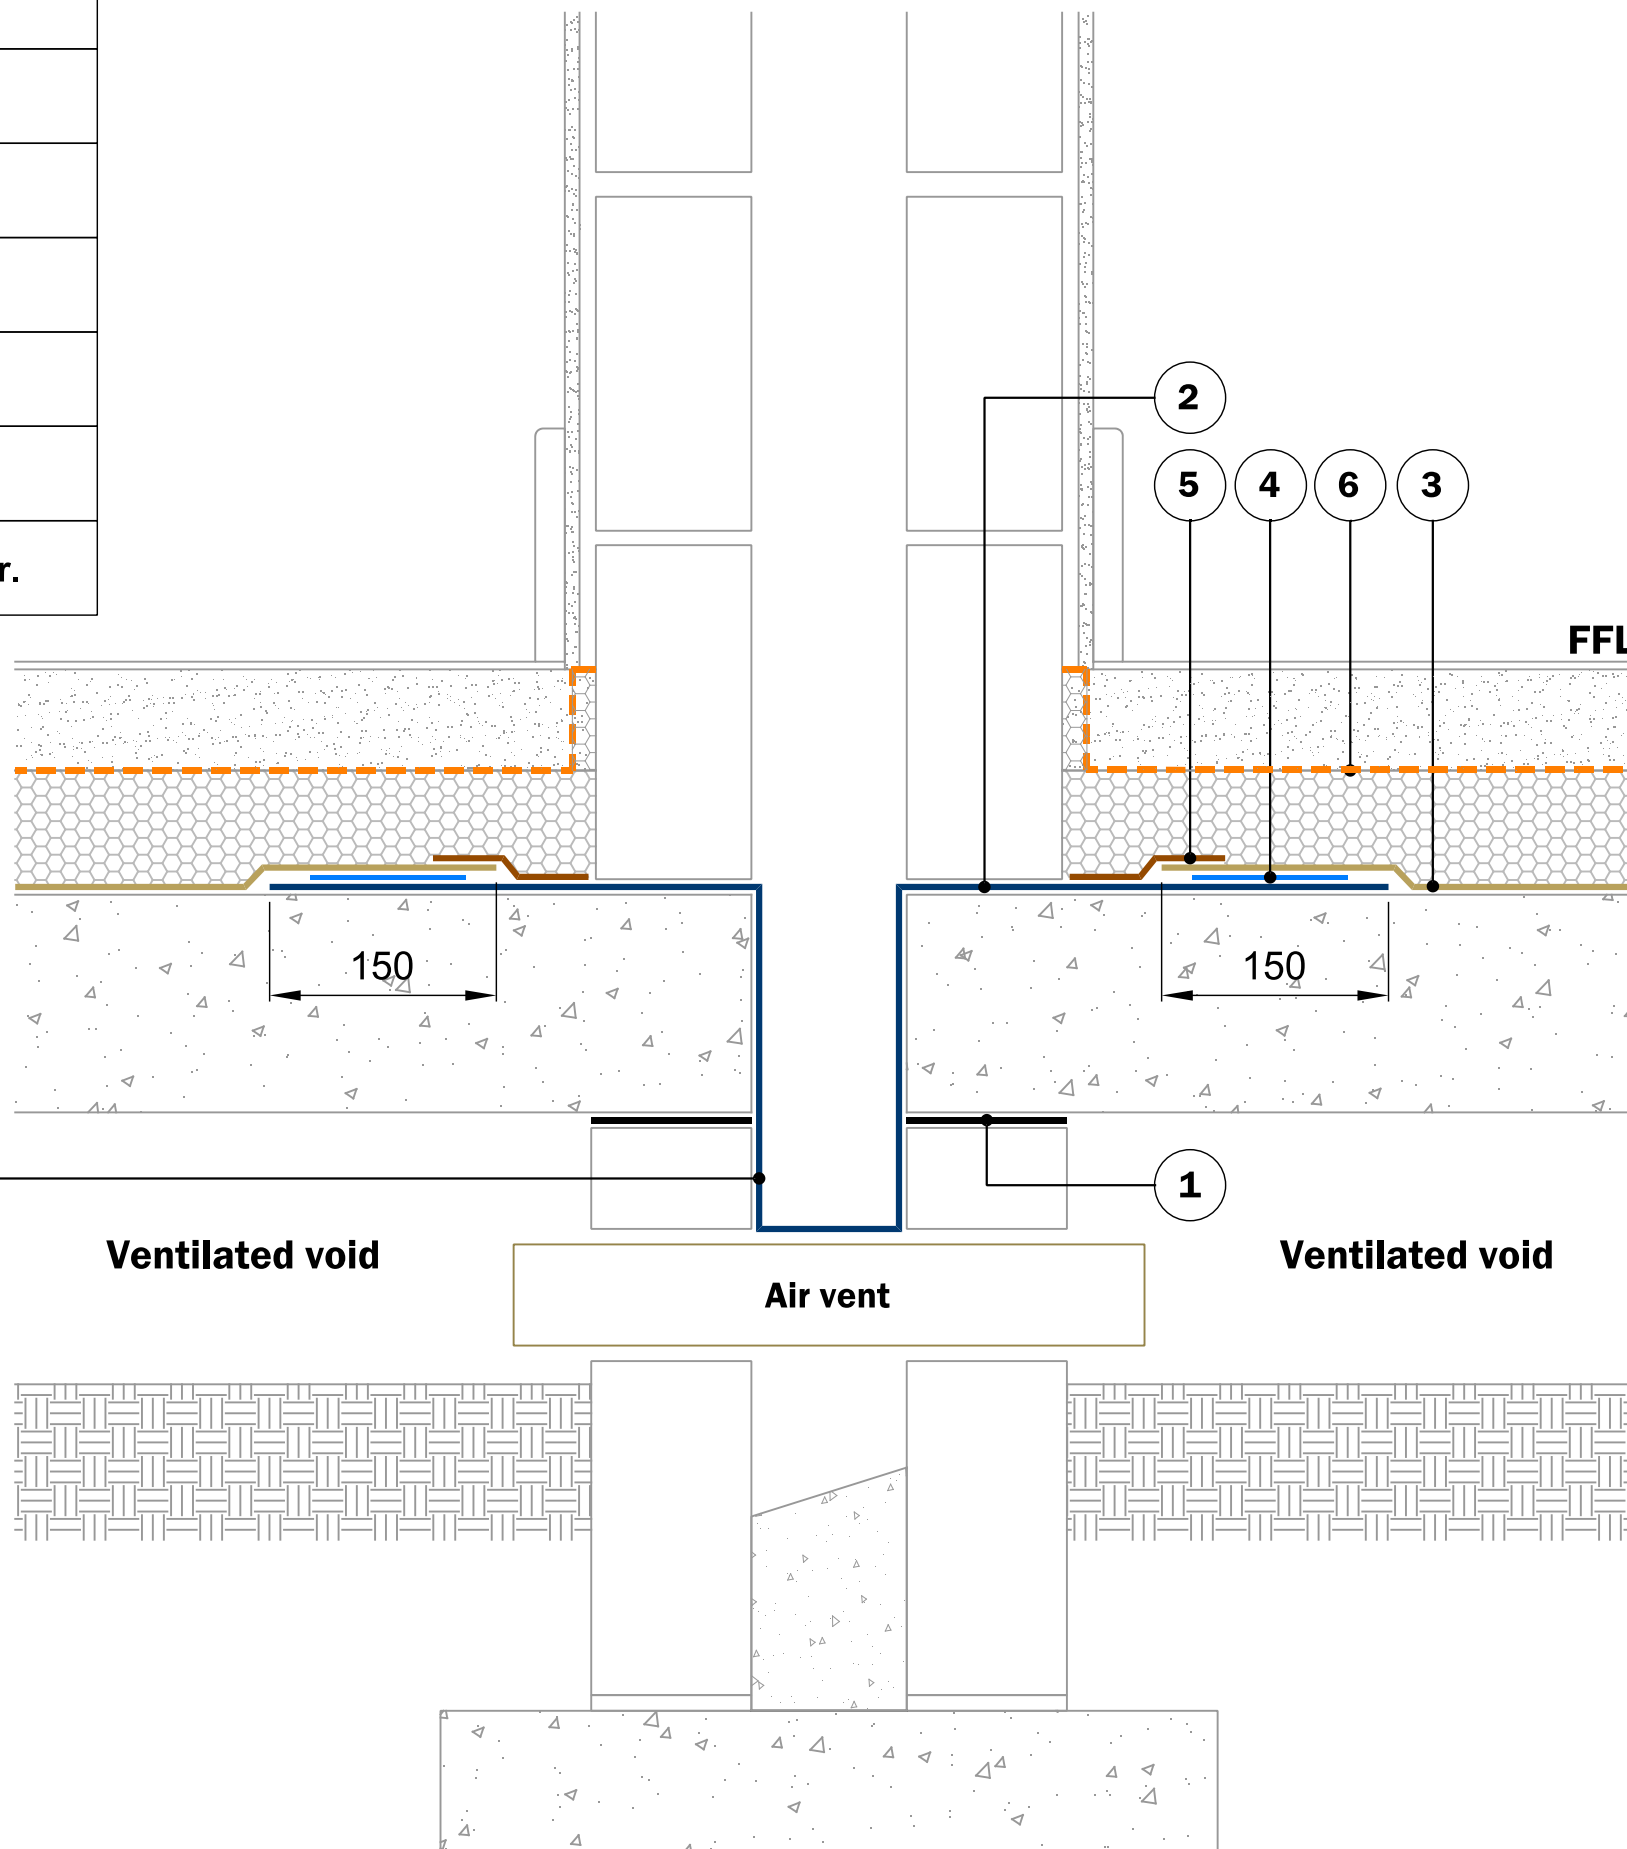 r.
2
5 4 6 3
FFL
150 150
1
Ventilated void Ventilated void
Air vent